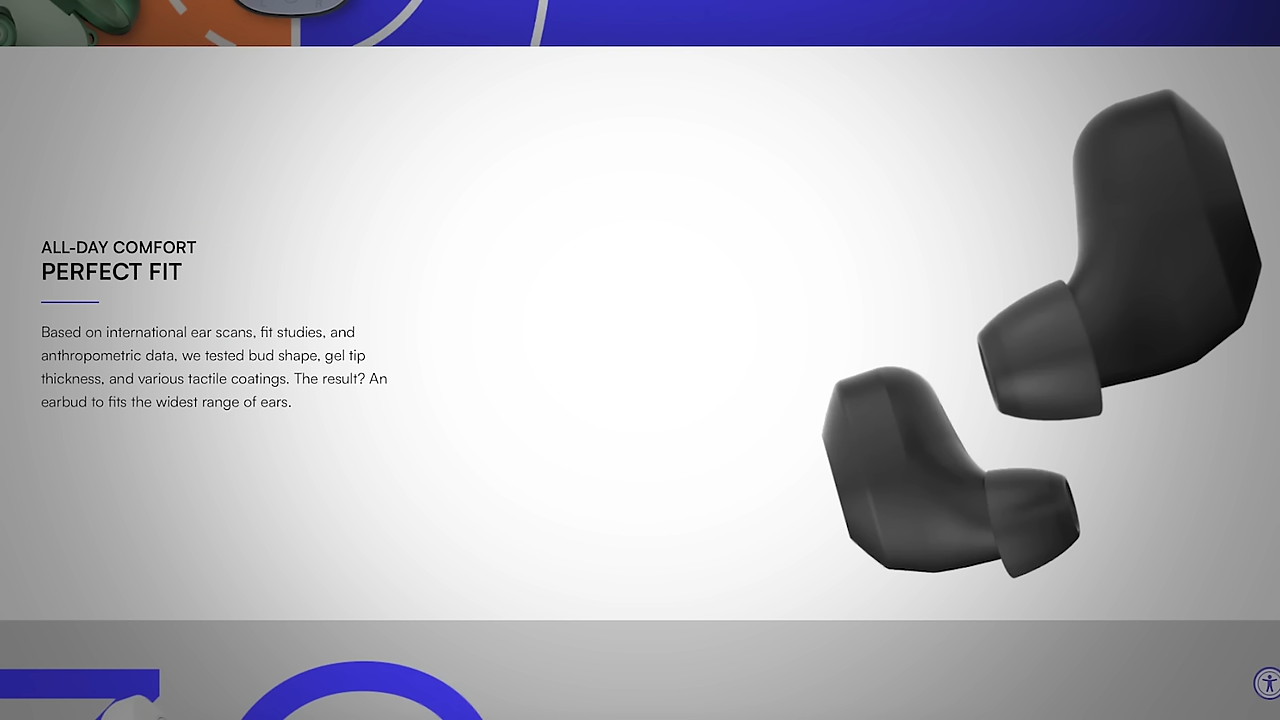 ALL-DAY COMFORT
PERFECT FIT
Based on international ear scans, fit studies, and
anthropometric data, we tested bud shape, gel tip
thickness, and various tactile coatings. The result? An
earbud to fits the widest range of ears.